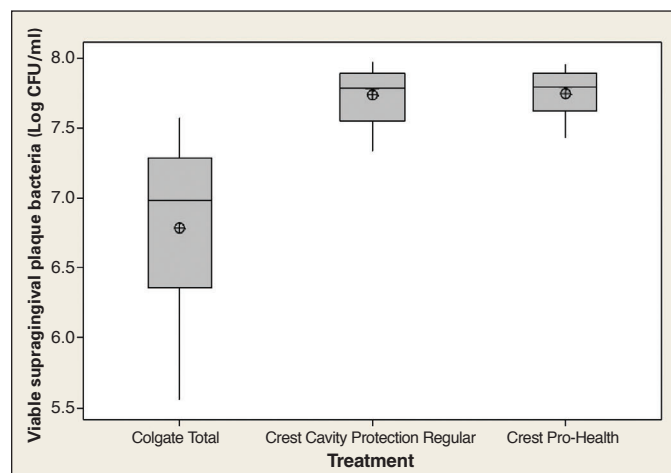 Viable supragingival plaque bacteria (Log CFU/ml)
8.0
7.5
7.0
6.5
6.0
5.5
Colgate Total
Crest Cavity Protection Regular
Crest Pro-Health
Treatment